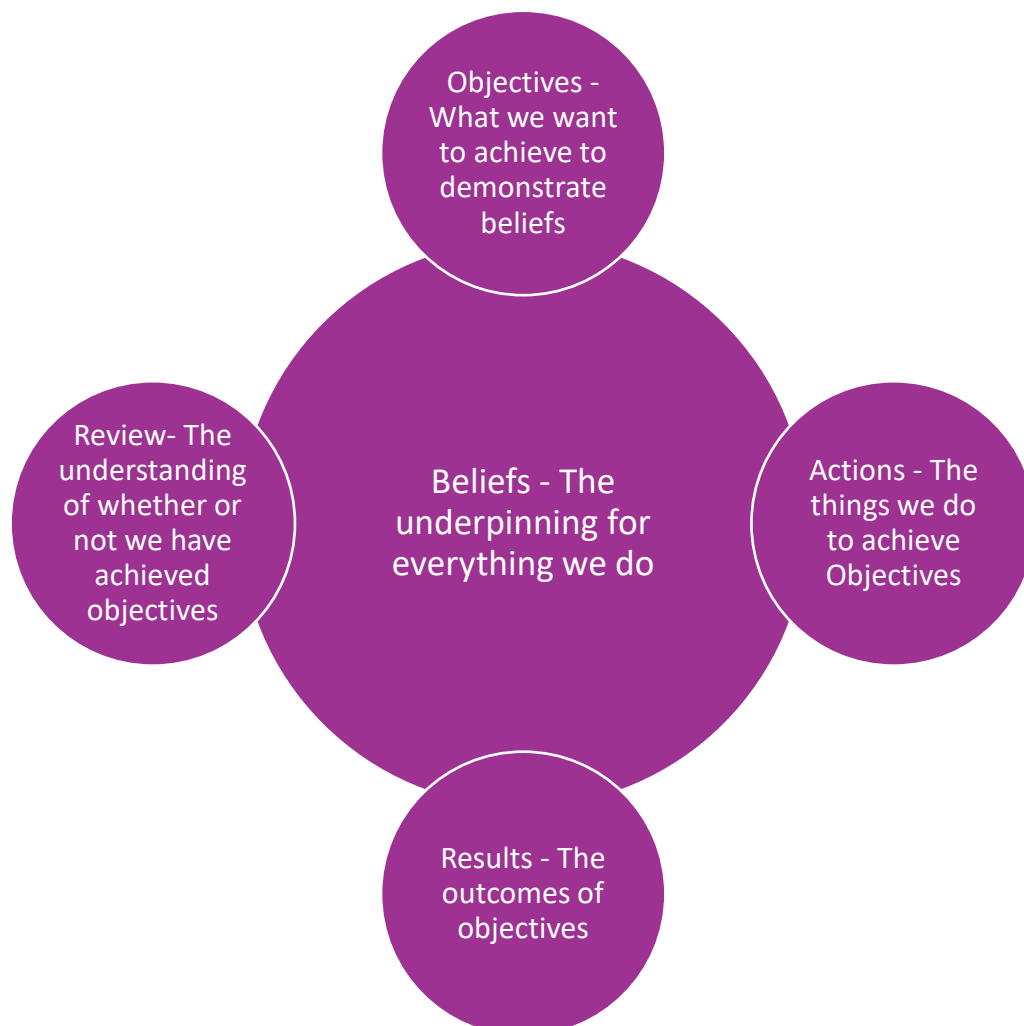 Objectives -
What we want
to achieve to
demonstrate
beliefs
Review- The
understanding
of whether or
not we have
achieved
objectives
Beliefs - The
underpinning for
everything we do
Actions - The
things we do
to achieve
Objectives
Results - The
outcomes of
objectives